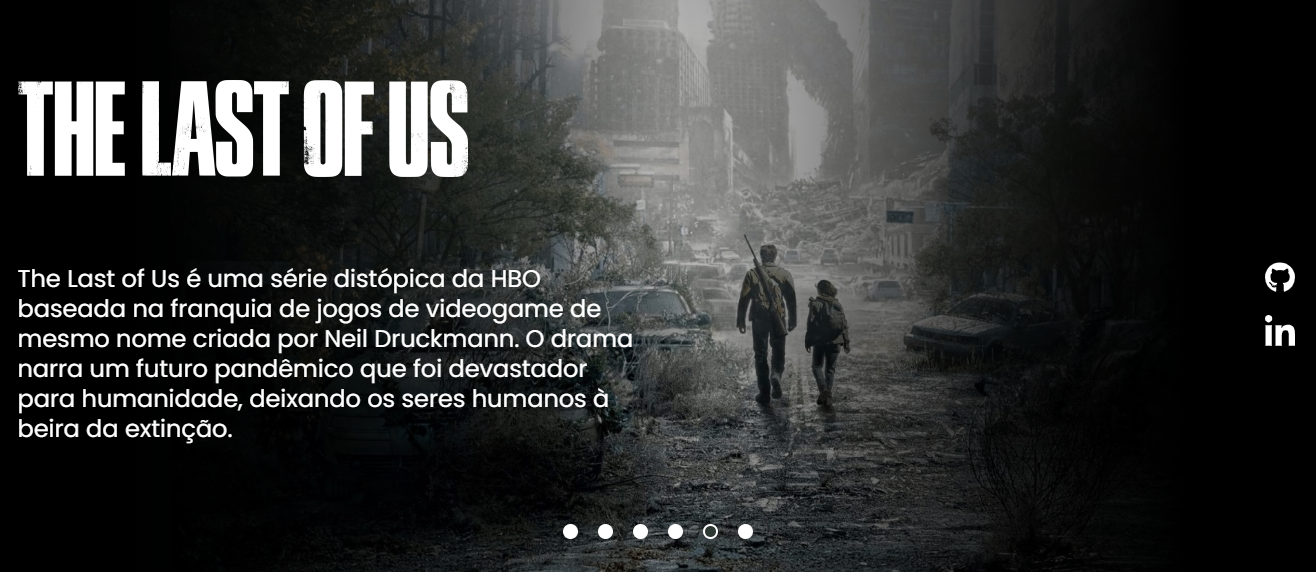 THE LAST OF US
The Last of Us é uma série distópica da HBO
baseada na franquia de jogos de videogame de
mesmo nome criada por Neil Druckmann. O drama
narra um futuro pandêmico que foi devastador
para humanidade, deixando os seres humanos à
beira da extinção.
in